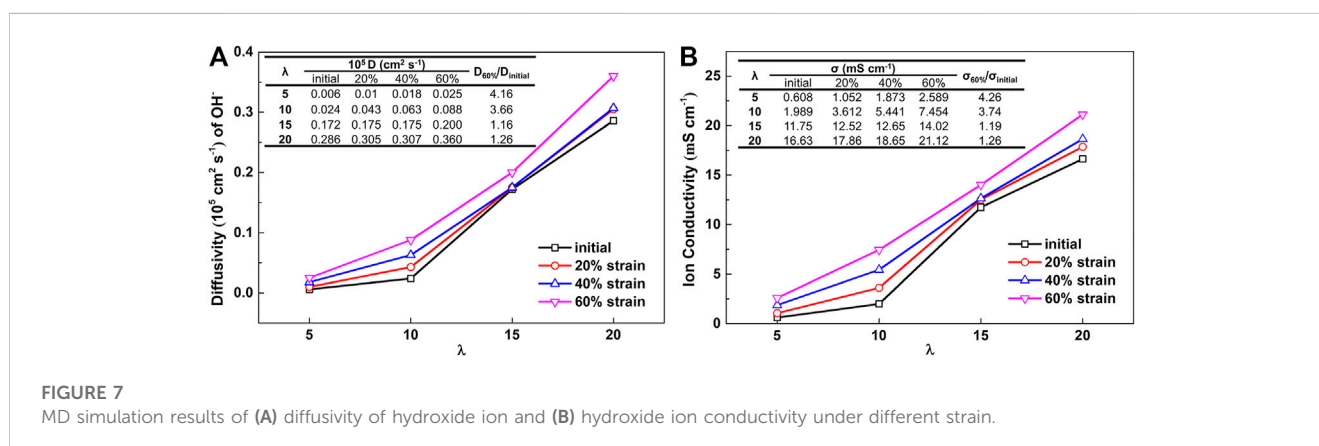 A
0.4
0.3
0.2
0.1
0.0
Diffusivity (10⁵ cm² s⁻¹) of OH⁻
λ 10⁵ D (cm² s⁻¹) D60%/Dinitial
initial 20% 40% 60%
5 0.006 0.01 0.018 0.025 4.16
10 0.024 0.043 0.063 0.088 3.66
15 0.172 0.175 0.175 0.200 1.16
20 0.286 0.305 0.307 0.360 1.26
initial
20% strain
40% strain
60% strain
5 10 15 20
λ
B
25
20
15
10
5
0
Ion Conductivity (mS cm⁻¹)
λ σ (mS cm⁻¹) σ60%/σinitial
initial 20% 40% 60%
5 0.608 1.052 1.873 2.589 4.26
10 1.989 3.612 5.441 7.454 3.74
15 11.75 12.52 12.65 14.02 1.19
20 16.63 17.86 18.65 21.12 1.26
initial
20% strain
40% strain
60% strain
5 10 15 20
λ
FIGURE 7
MD simulation results of (A) diffusivity of hydroxide ion and (B) hydroxide ion conductivity under different strain.